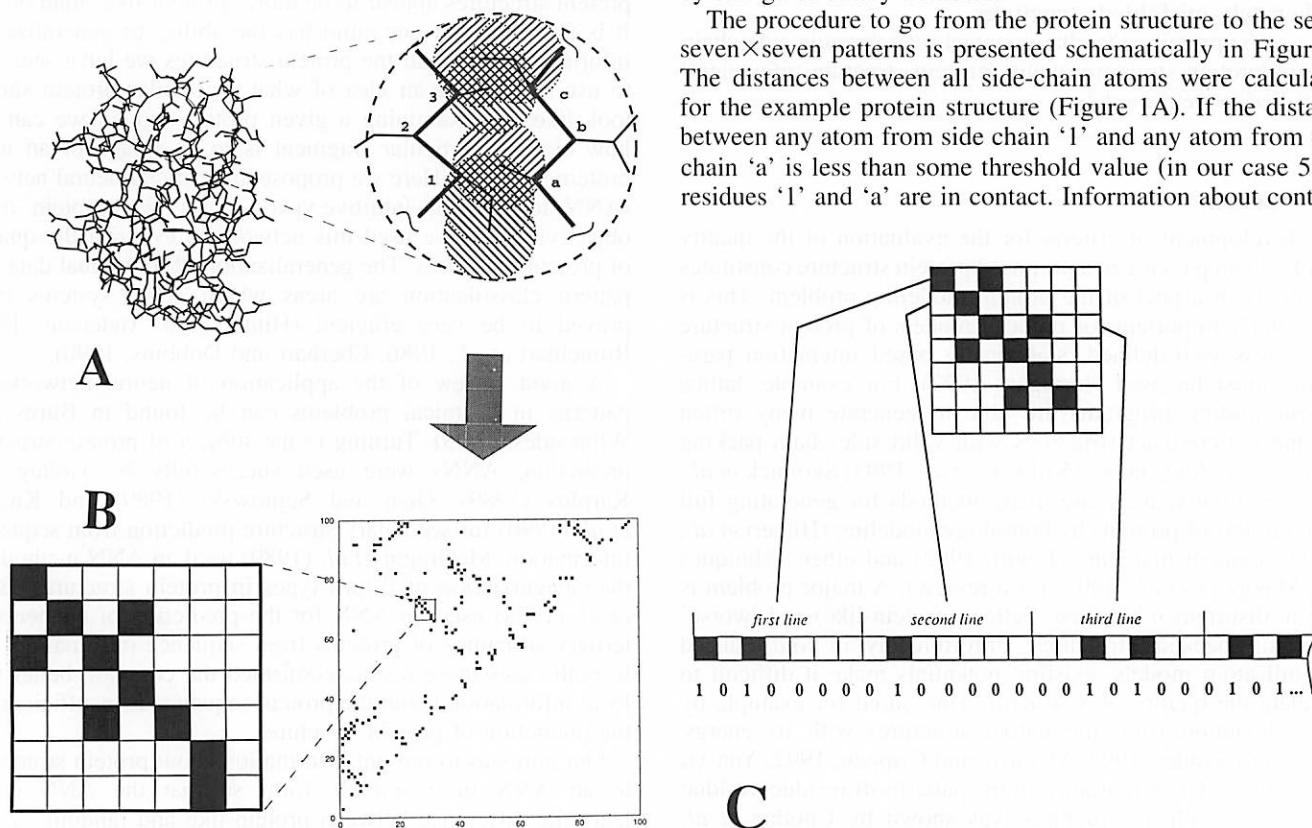 The procedure to go from the protein structure to the se
seven×seven patterns is presented schematically in Figur
The distances between all side-chain atoms were calcula
for the example protein structure (Figure 1A). If the dista
between any atom from side chain '1' and any atom from
chain 'a' is less than some threshold value (in our case 5
residues '1' and 'a' are in contact. Information about cont
3
2
b
1
a
A
B
100
80
60
40
20
0
0 20 40 60 80 100
first line second line third line
1 0 1 0 0 0 0 0 1 0 0 0 0 0 0 0 1 0 1 0 0 0 0 0 1 0 1...
C